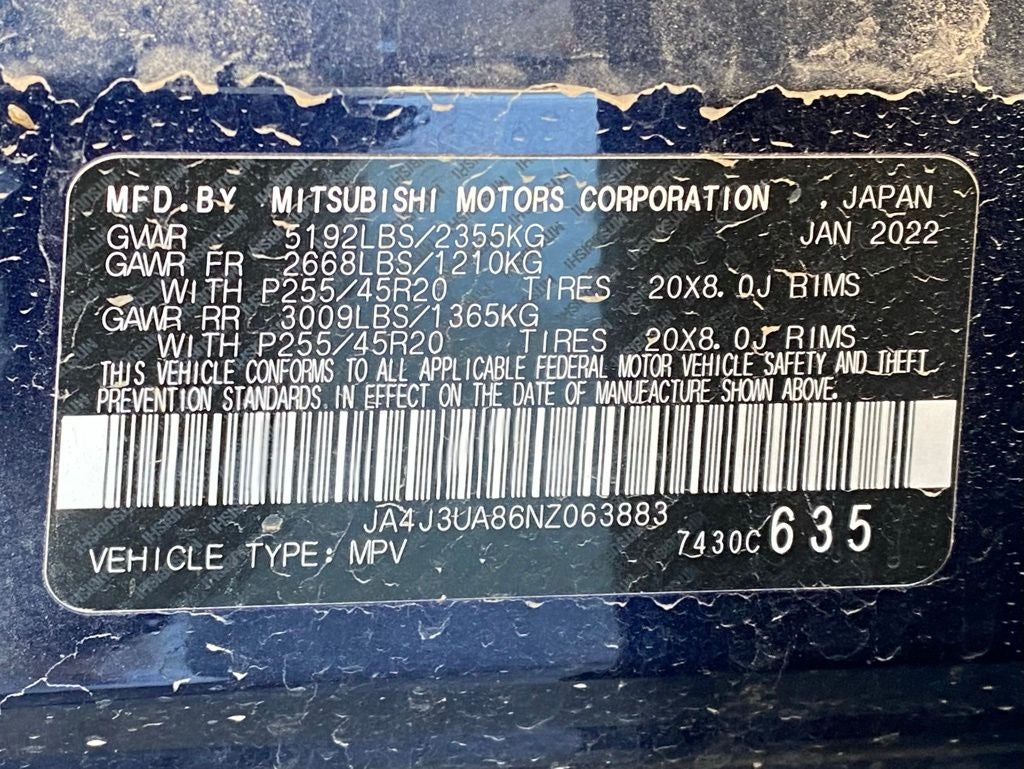 MFD.BY MITSUBISHI MOTORS CORPORATION , JAPAN
GVWR 5192LBS/2355KG JAN 2022
GAWR FR 2668LBS/1210KG
WITH P255/45R20 TIRES 20X8.0J RIMS
GAWR RR 3009LBS/1365KG
WITH P255/45R20 TIRES 20X8.0J RIMS
THIS VEHICLE CONFORMS TO ALL APPLICABLE FEDERAL MOTOR VEHICLE SAFETY AND THEFT
PREVENTION STANDARDS IN EFFECT ON THE DATE OF MANUFACTURE SHOWN ABOVE.
JA4J3UA86NZ063883
VEHICLE TYPE: MPV 7430C 635